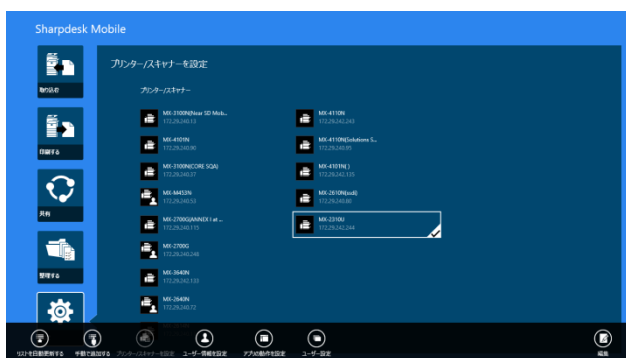 Sharpdesk Mobile
プリンター/スキャナーを設定
プリンター/スキャナー
取り込む
印刷する
共有
整理する
MX-3100N(Near SD Mob...
172.29.240.13
MX-4101N
172.29.240.90
MX-3100N(CORE SQA)
172.29.240.37
MX-M453N
172.29.240.53
MX-2700G(ANNEX I at ...
172.29.240.115
MX-2700G
172.29.240.248
MX-3640N
172.29.242.133
MX-2640N
172.29.240.72
MX-4110N
172.29.242.243
MX-4110N(Solutions S...
172.29.240.95
MX-4101N( )
172.29.242.135
MX-2610N(sodi)
172.29.240.80
MX-2310U
172.29.242.244
リストを自動更新する
手動で追加する
プリンター/スキャナーを設定
ユーザー情報を設定
アプリの動作を設定
ユーザー設定
編集